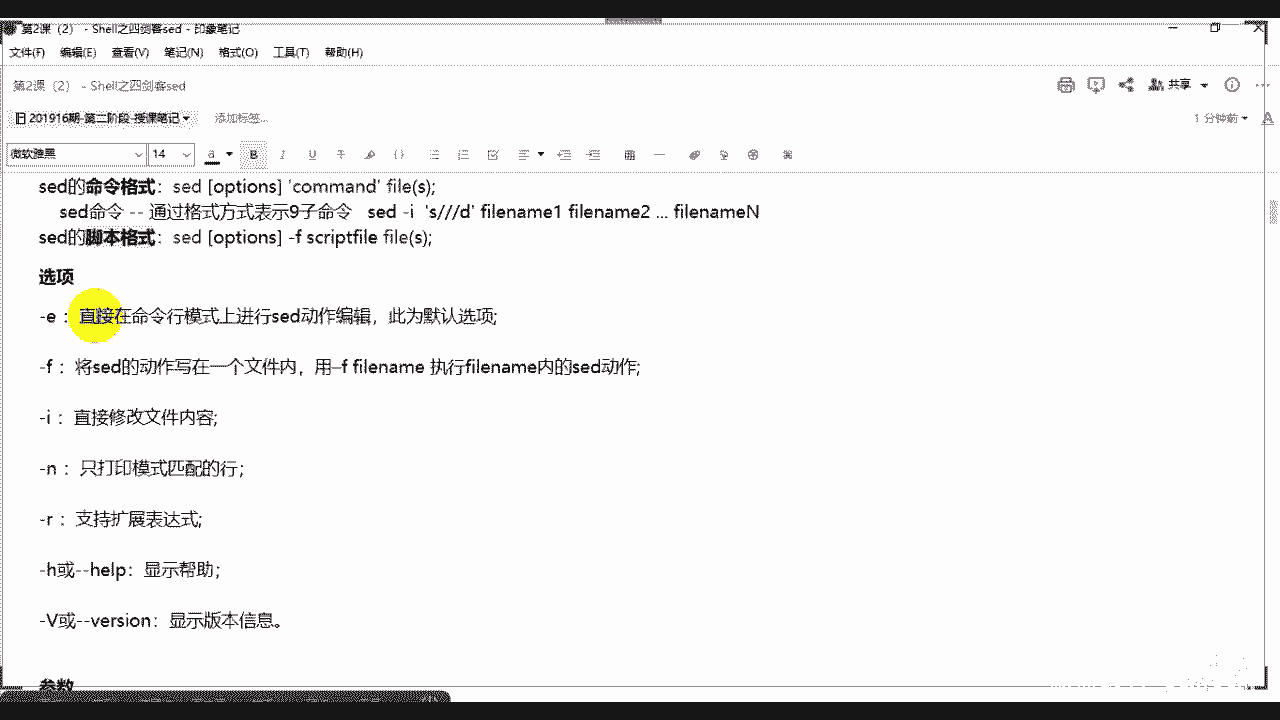 第2课（2） - Shell之四剑客sed - 印象笔记
文件(F) 编辑(E) 查看(V) 笔记(N) 格式(O) 工具(T) 帮助(H)
第2课（2） - Shell之四剑客sed
共享
201916期-第二阶段-授课笔记 添加标签...
1 分钟前
微软雅黑 14
sed的命令格式：sed [options] 'command' file(s);
sed命令 -- 通过格式方式表示9子命令 sed -i 's///d' filename1 filename2 ... filenameN
sed的脚本格式：sed [options] -f scriptfile file(s);
选项
-e ：直接在命令行模式上进行sed动作编辑，此为默认选项;
-f ：将sed的动作写在一个文件内，用–f filename 执行filename内的sed动作;
-i ：直接修改文件内容;
-n ：只打印模式匹配的行；
-r ：支持扩展表达式;
-h或--help：显示帮助；
-V或--version：显示版本信息。
参数